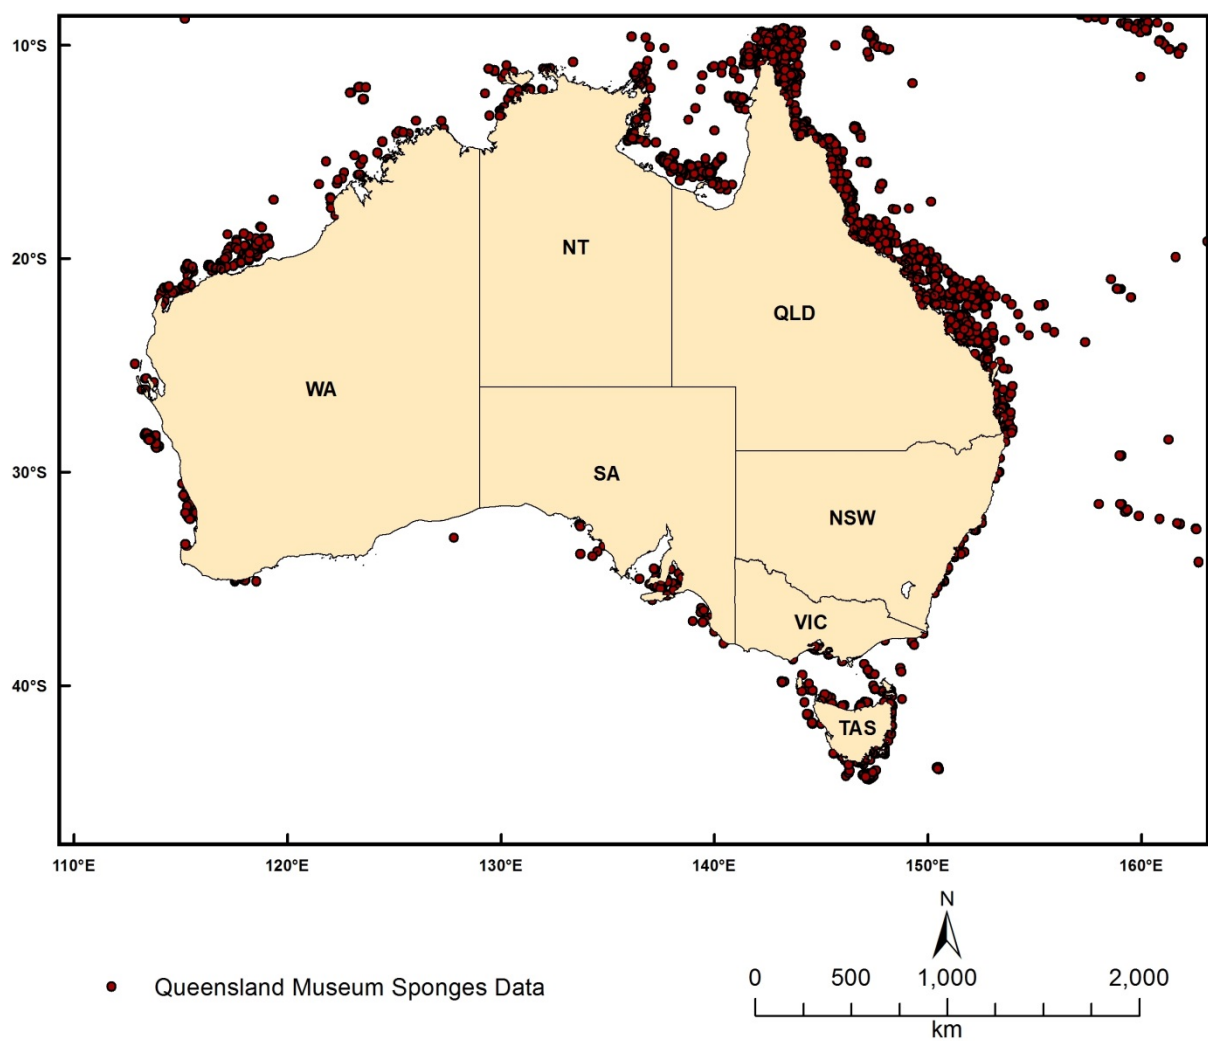 10°S
NT
20°S
QLD
WA
SA
30°S
NSW
VIC
40°S
TAS
110°E 120°E 130°E 140°E 150°E 160°E
N
0 500 1,000 2,000
Queensland Museum Sponges Data
km